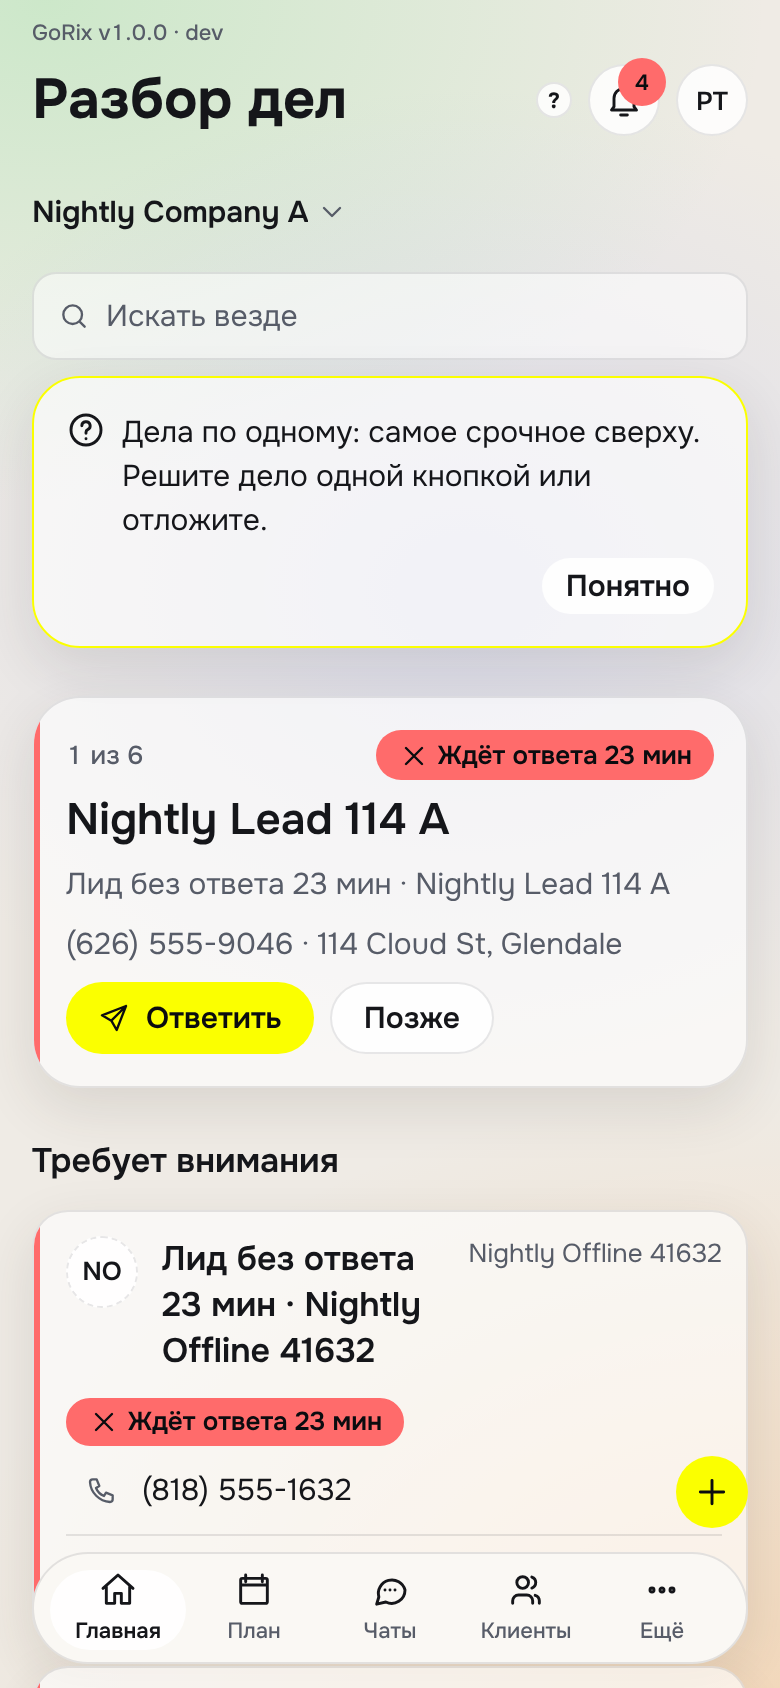 GoRix v1.0.0 · dev
Разбор дел
?
4
PT
Nightly Company A
Искать везде
Дела по одному: самое срочное сверху.
Решите дело одной кнопкой или
отложите.
Понятно
1 из 6
Ждёт ответа 23 мин
Nightly Lead 114 A
Лид без ответа 23 мин · Nightly Lead 114 A
(626) 555-9046 · 114 Cloud St, Glendale
Ответить
Позже
Требует внимания
NO
Лид без ответа
23 мин · Nightly
Offline 41632
Nightly Offline 41632
Ждёт ответа 23 мин
(818) 555-1632
Главная
План
Чаты
Клиенты
Ещё